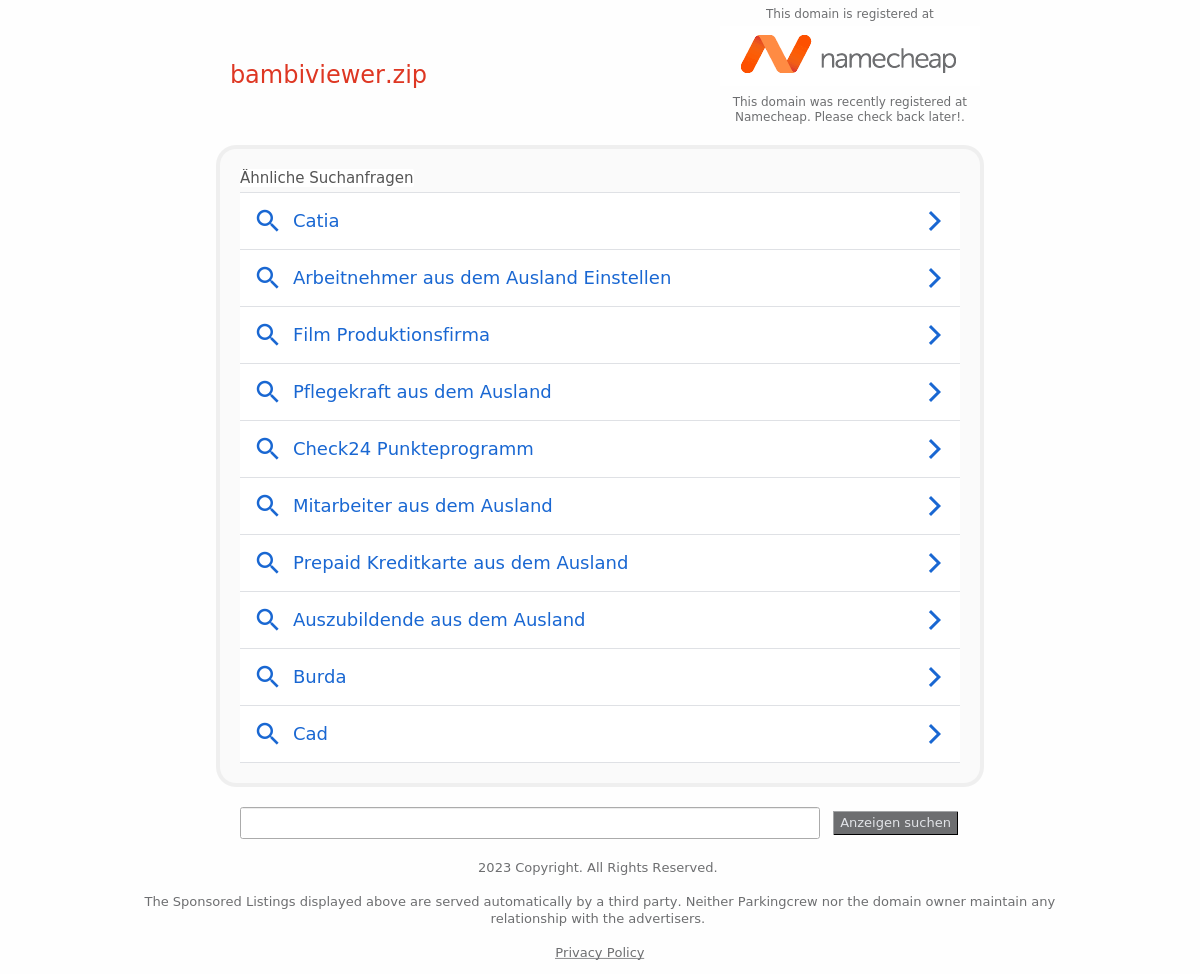 This domain is registered at
namecheap
bambiviewer.zip
This domain was recently registered at
Namecheap. Please check back later!.
Ähnliche Suchanfragen
Catia
Arbeitnehmer aus dem Ausland Einstellen
Film Produktionsfirma
Pflegekraft aus dem Ausland
Check24 Punkteprogramm
Mitarbeiter aus dem Ausland
Prepaid Kreditkarte aus dem Ausland
Auszubildende aus dem Ausland
Burda
Cad
Anzeigen suchen
2023 Copyright. All Rights Reserved.
The Sponsored Listings displayed above are served automatically by a third party. Neither Parkingcrew nor the domain owner maintain any
relationship with the advertisers.
Privacy Policy